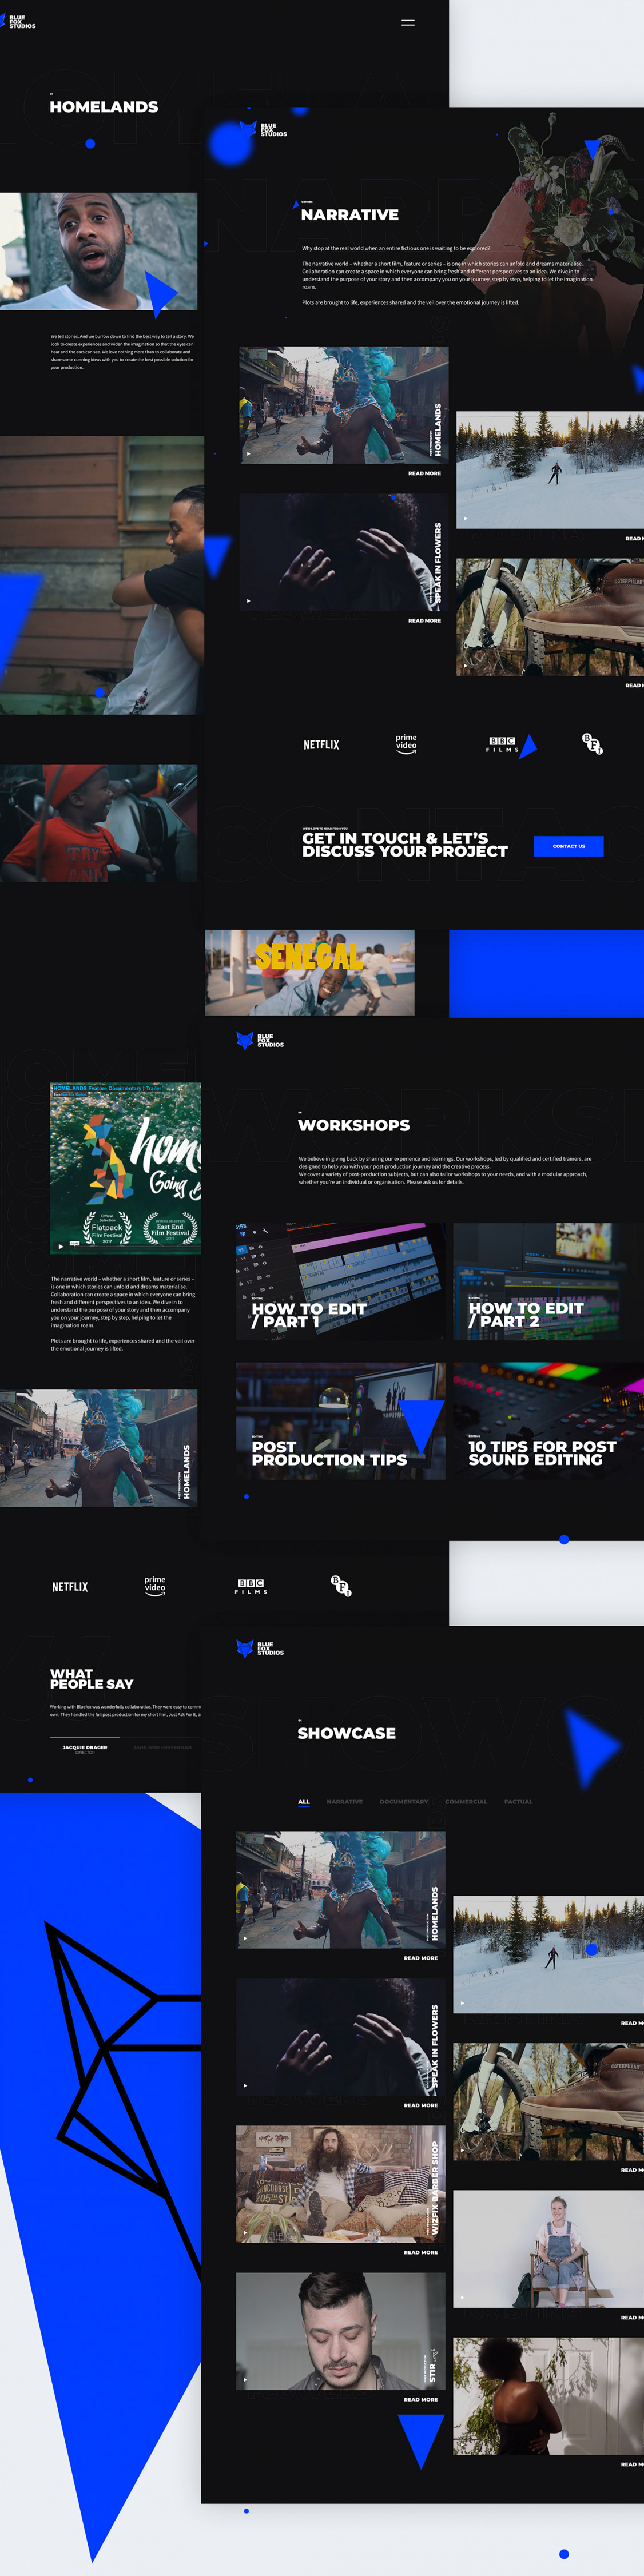 BLUE
FOX
STUDIOS
HOMELANDS
We tell stories. And we burrow down to find the best way to tell a story. We
look to create experiences and widen the imagination so that the eyes can
hear and the ears can see. We love nothing more than to collaborate and
share some cunning ideas with you to create the best possible solution for
your production.
BLUE
FOX
STUDIOS
NARRATIVE
Why stop at the real world when an entire fictious one is waiting to be explored?
The narrative world – whether a short film, feature or series – is one in which stories can unfold and dreams materialise.
Collaboration can create a space in which everyone can bring fresh and different perspectives to an idea. We dive in to
understand the purpose of your story and then accompany you on your journey, step by step, helping to let the imagination
roam.
Plots are brought to life, experiences shared and the veil over the emotional journey is lifted.
HOMELANDS
READ MORE
READ M
SPEAK IN FLOWERS
READ MORE
CATERPILLAR
READ M
NETFLIX
prime
video
BBC
FILMS
BFI
WE'D LOVE TO HEAR FROM YOU
GET IN TOUCH & LET'S
DISCUSS YOUR PROJECT
CONTACT US
SENEGAL
HOMELANDS Feature Documentary | Trailer
home
Going B
Official
Selection
Flatpack
Film Festival
2017
OFFICIAL SELECTION
East End
Film Festival
2017
The narrative world – whether a short film, feature or series –
is one in which stories can unfold and dreams materialise.
Collaboration can create a space in which everyone can bring
fresh and different perspectives to an idea. We dive in to
understand the purpose of your story and then accompany
you on your journey, step by step, helping to let the
imagination roam.
Plots are brought to life, experiences shared and the veil over
the emotional journey is lifted.
HOMELANDS
NETFLIX
prime
video
BBC
FILMS
BFI
WHAT
PEOPLE SAY
Working with Bluefox was wonderfully collaborative. They were easy to commu
own. They handled the full post production for my short film, Just Ask For It, a
JACQUIE DRAGER
DIRECTOR
BLUE
FOX
STUDIOS
WORKSHOPS
We believe in giving back by sharing our experience and learnings. Our workshops, led by qualified and certified trainers, are
designed to help you with your post-production journey and the creative process.
We cover a variety of post-production subjects, but can also tailor workshops to your needs, and with a modular approach,
whether you're an individual or organisation. Please ask us for details.
EDITING
HOW TO EDIT
/ PART 1
EDITING
HOW TO EDIT
/ PART 2
EDITING
POST
PRODUCTION TIPS
EDITING
10 TIPS FOR POST
SOUND EDITING
BLUE
FOX
STUDIOS
SHOWCASE
ALL NARRATIVE DOCUMENTARY COMMERCIAL FACTUAL
HOMELANDS
READ MORE
READ M
SPEAK IN FLOWERS
READ MORE
CATERPILLAR
READ M
WIZFIX BARBER SHOP
READ MORE
READ M
STIR
READ MORE
READ M